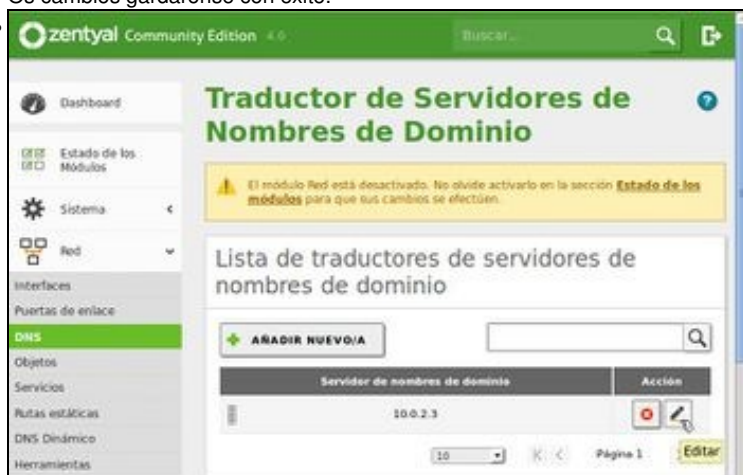 Os cambios gardaronse con éxito.
zentyal Community Edition 4.0
Buscar...
Dashboard
Estado de los
Módulos
Sistema
Red
Interfaces
Puertas de enlace
DNS
Objetos
Servicios
Rutas estáticas
DNS Dinámico
Herramientas
Traductor de Servidores de
Nombres de Dominio
El módulo Red está desactivado. No olvide activarlo en la sección Estado de los
módulos para que sus cambios se efectúen.
Lista de traductores de servidores de
nombres de dominio
AÑADIR NUEVO/A
Servidor de nombres de dominio Acción
10.0.2.3
10 Página 1
Editar